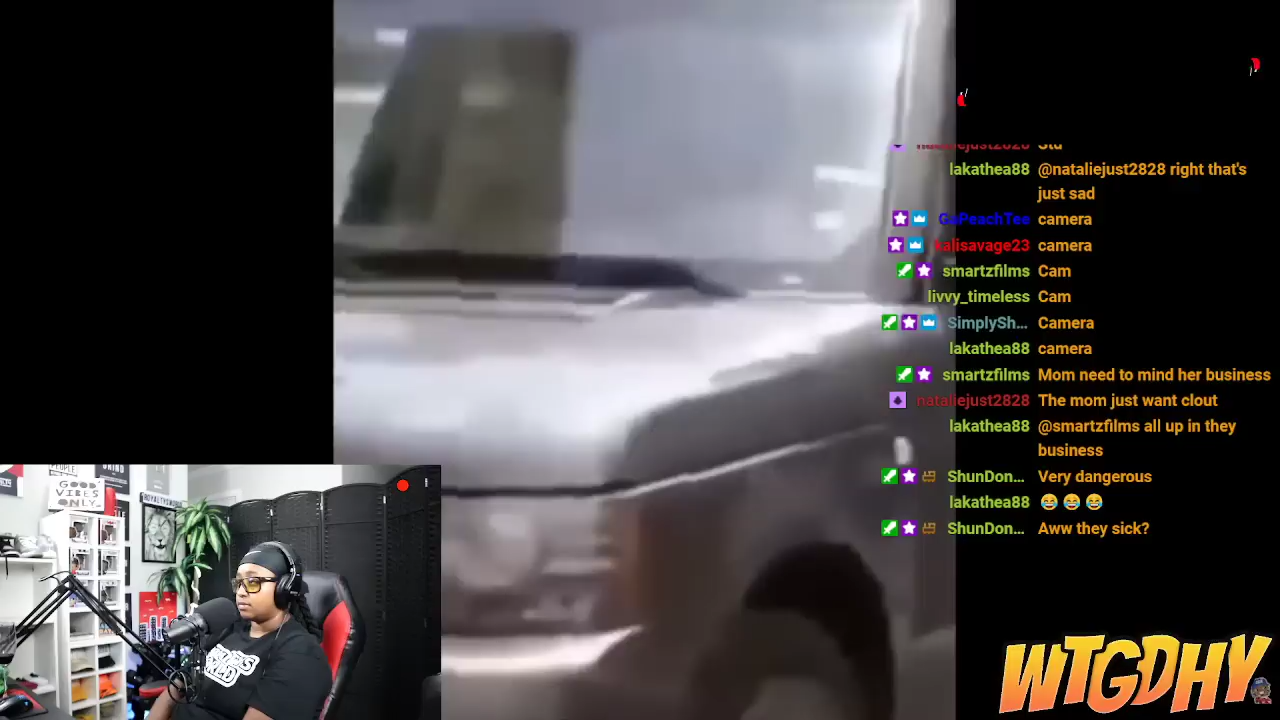 lakathea88 @nataliejust2828 right that's
just sad
GaPeachTee camera
kalisavage23 camera
smartzfilms Cam
livvy_timeless Cam
SimplySh... Camera
lakathea88 camera
smartzfilms Mom need to mind her business
nataliejust2828 The mom just want clout
lakathea88 @smartzfilms all up in they
business
ShunDon... Very dangerous
lakathea88 😂 😂 😂
ShunDon... Aww they sick?
GOOD
VIBES
ONLY.
WTGDHY